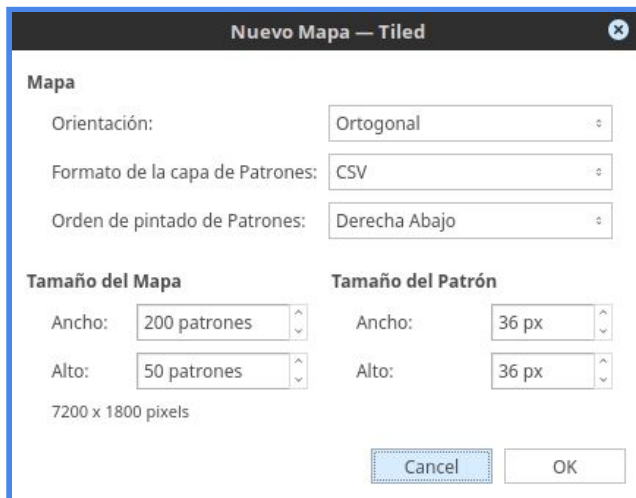 Nuevo Mapa — Tiled
Mapa
Orientación: Ortogonal
Formato de la capa de Patrones: CSV
Orden de pintado de Patrones: Derecha Abajo
Tamaño del Mapa Tamaño del Patrón
Ancho: 200 patrones Ancho: 36 px
Alto: 50 patrones Alto: 36 px
7200 x 1800 pixels
Cancel OK